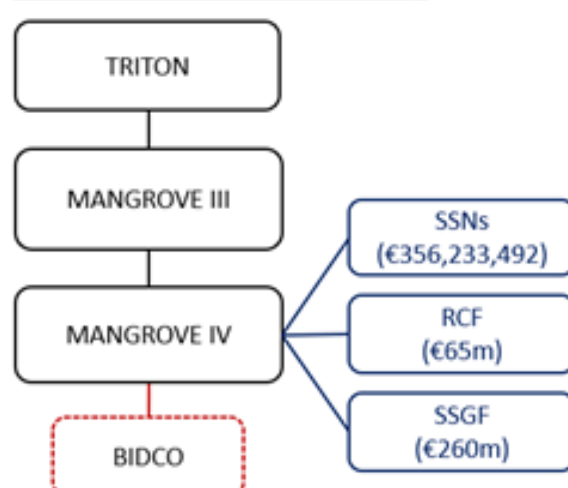 TRITON
MANGROVE III
MANGROVE IV
BIDCO
SSNs
(€356,233,492)
RCF
(€65m)
SSGF
(€260m)